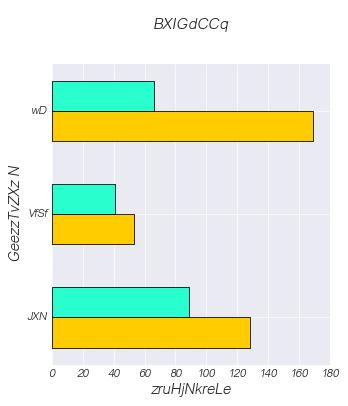 BXIGdCCq
GeezzTvZXz N
wD
VfSf
JXN
0 20 40 60 80 100 120 140 160 180
zruHjNkreLe